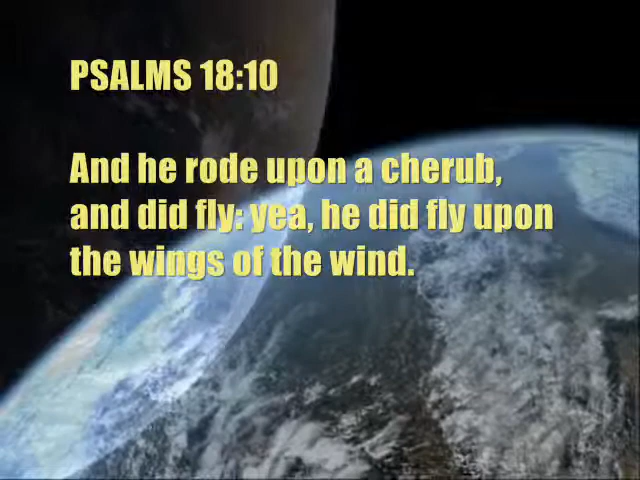 PSALMS 18:10
And he rode upon a cherub,
and did fly: yea, he did fly upon
the wings of the wind.